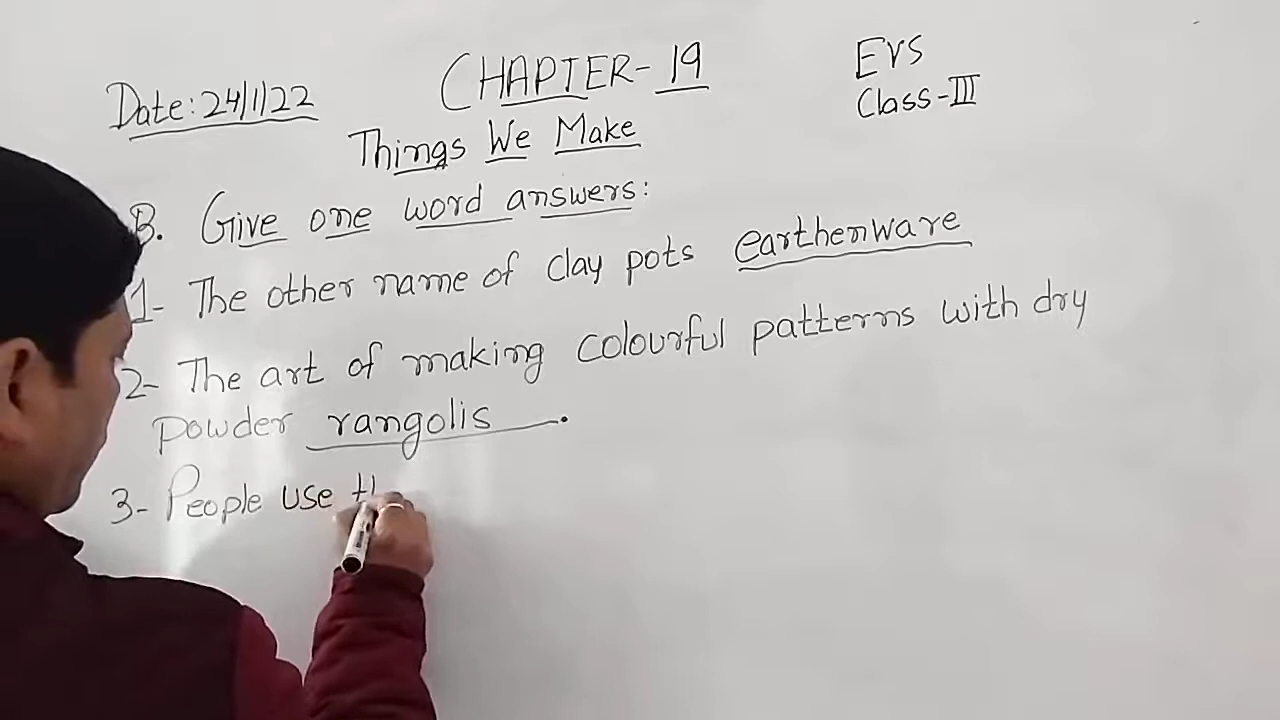 Date: 24/1/22
CHAPTER- 19
EVS
Class-III
Things We Make
B. Give one word answers:
1- The other name of clay pots earthenware
2- The art of making colourful patterns with dry
powder rangolis.
3- People use